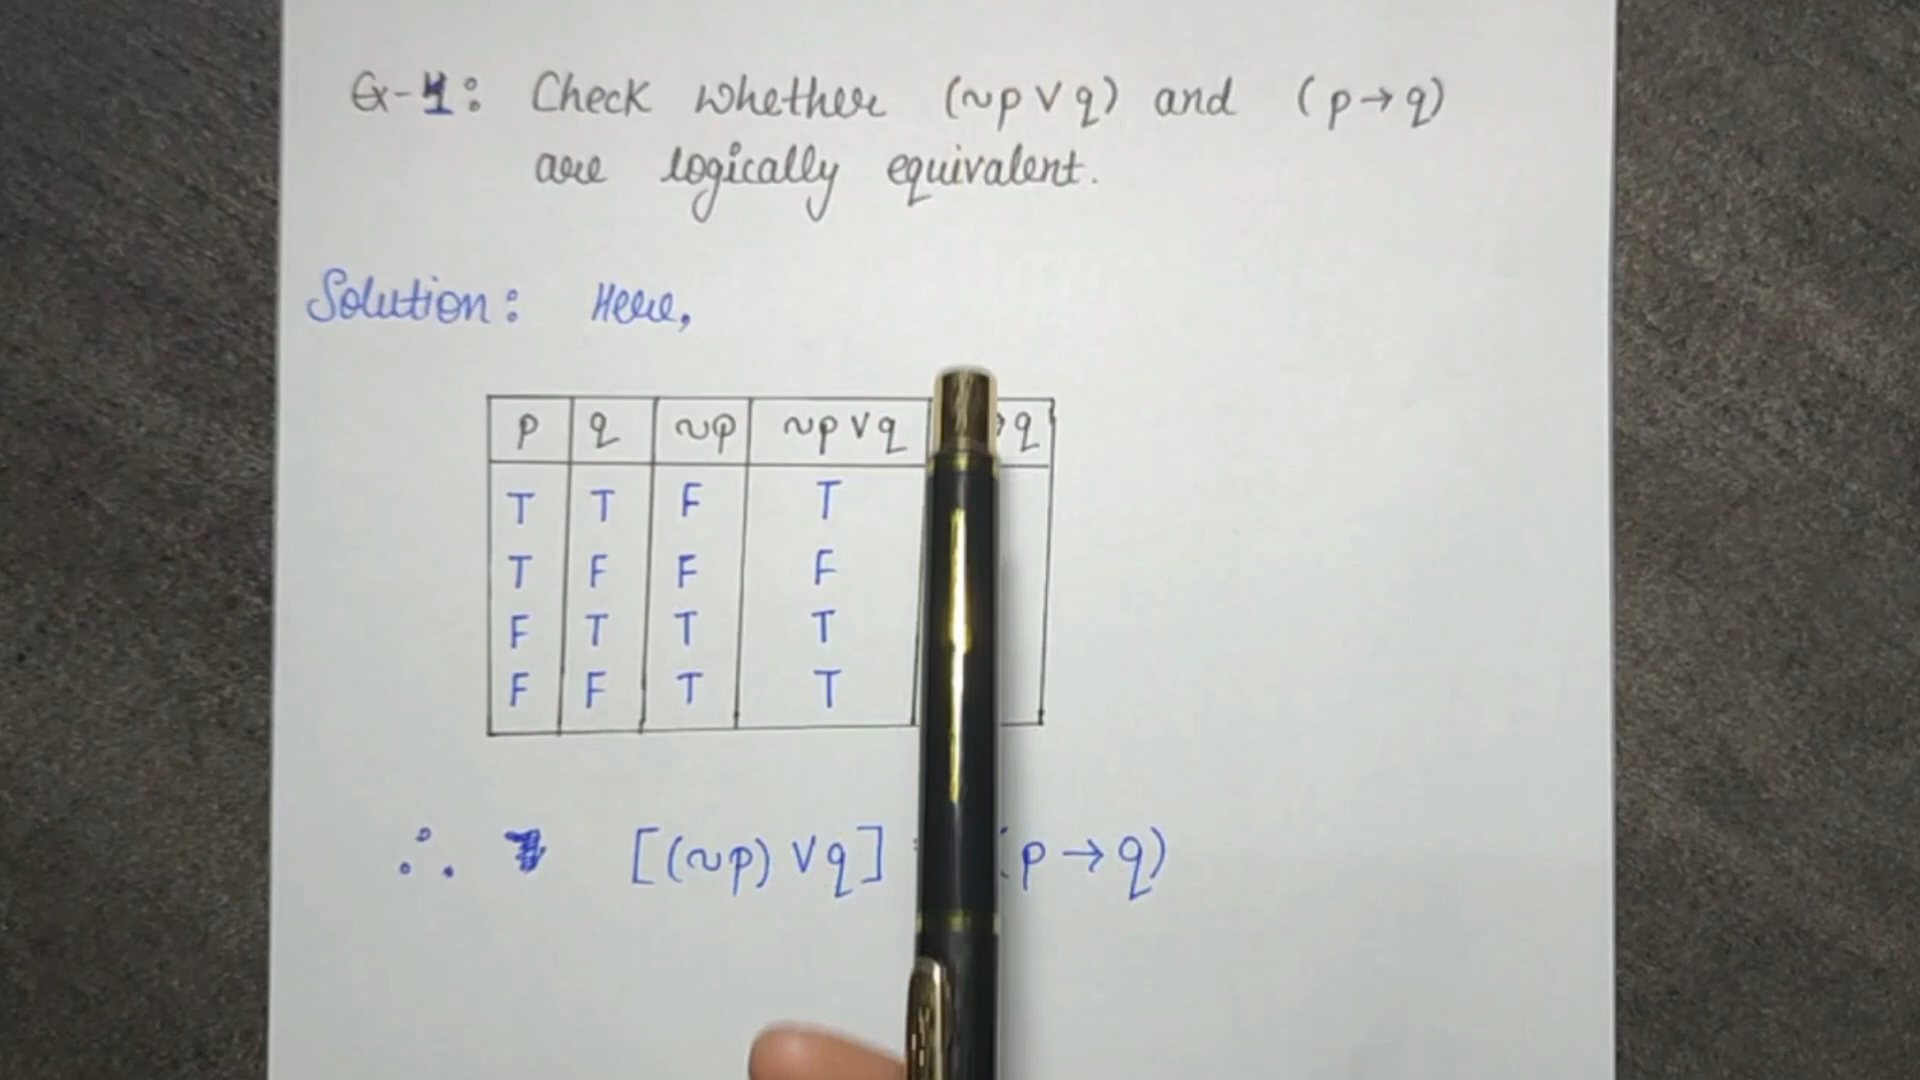 Ex-1: Check whether (~p∨q) and (p→q)
are logically equivalent.
Solution: Here,
p q ~p ~p∨q →q
T T F T
T F F F
F T T T
F F T T
∴ [(~p)∨q] (p→q)